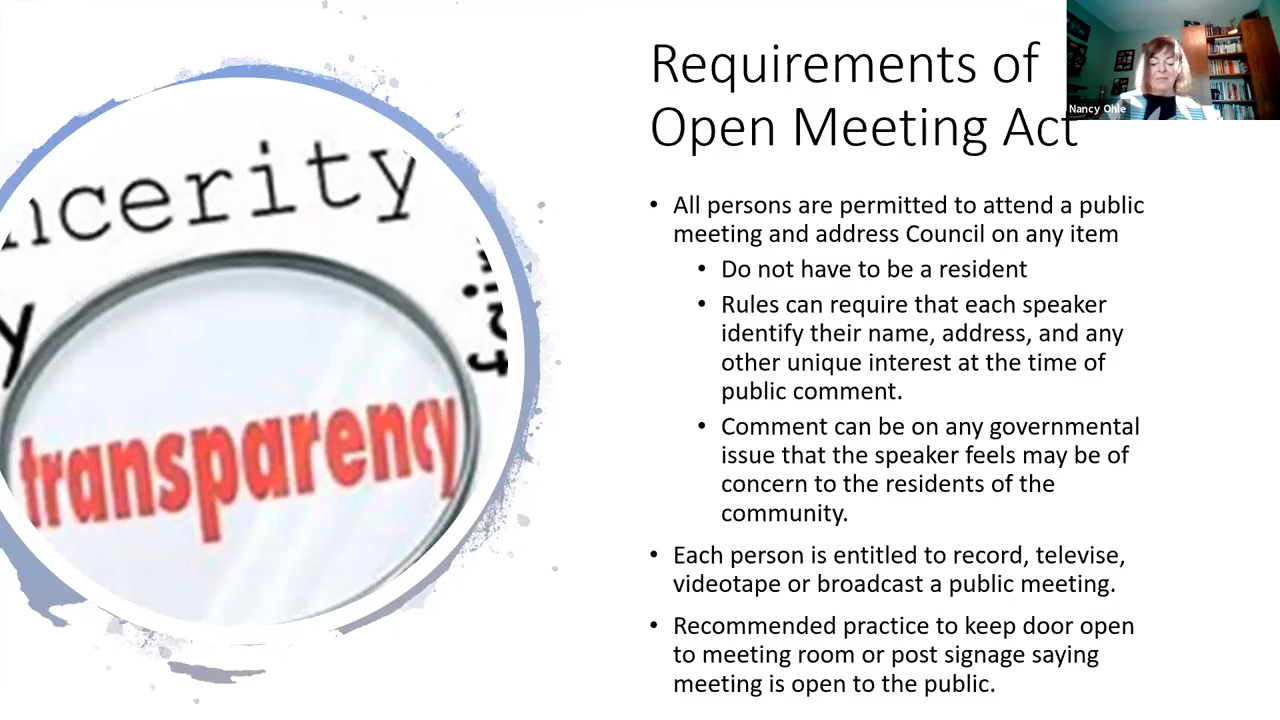 Requirements of
Open Meeting Act
Nancy Ohle
• All persons are permitted to attend a public
meeting and address Council on any item
• Do not have to be a resident
• Rules can require that each speaker
identify their name, address, and any
other unique interest at the time of
public comment.
• Comment can be on any governmental
issue that the speaker feels may be of
concern to the residents of the
community.
• Each person is entitled to record, televise,
videotape or broadcast a public meeting.
• Recommended practice to keep door open
to meeting room or post signage saying
meeting is open to the public.
ncerity
transparency